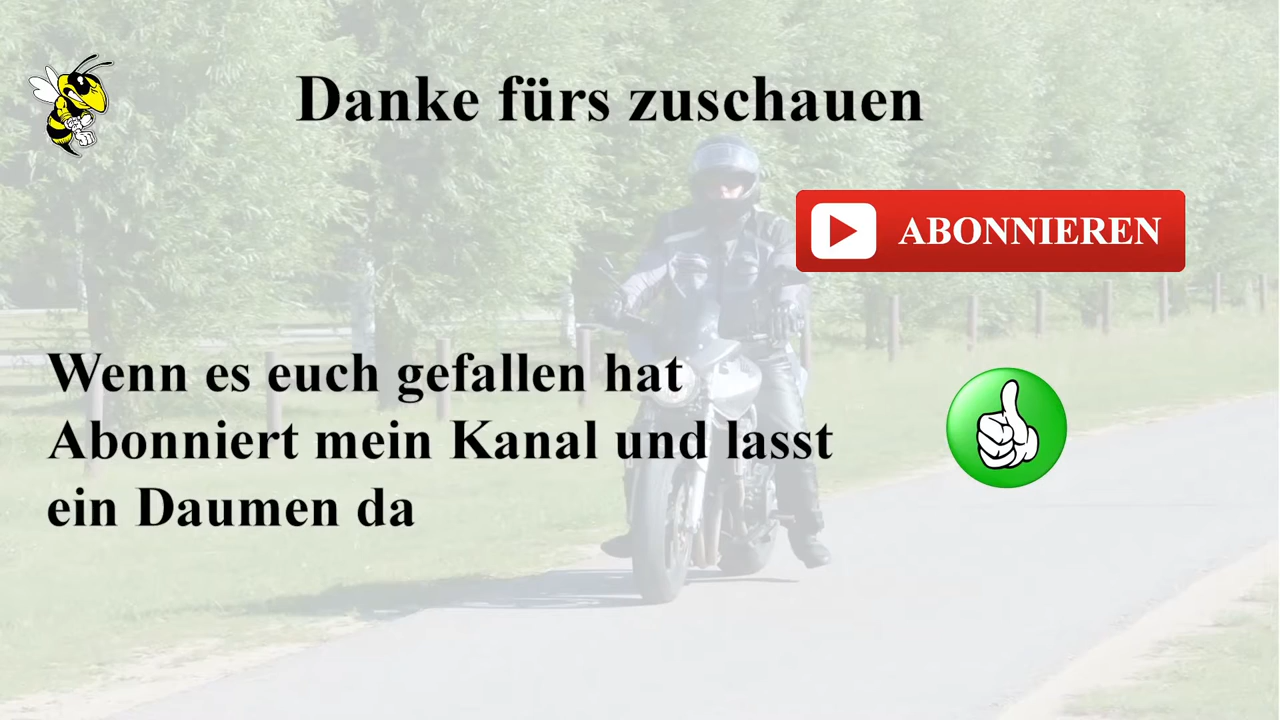 Danke fürs zuschauen
ABONNIEREN
Wenn es euch gefallen hat
Abonniert mein Kanal und lasst
ein Daumen da